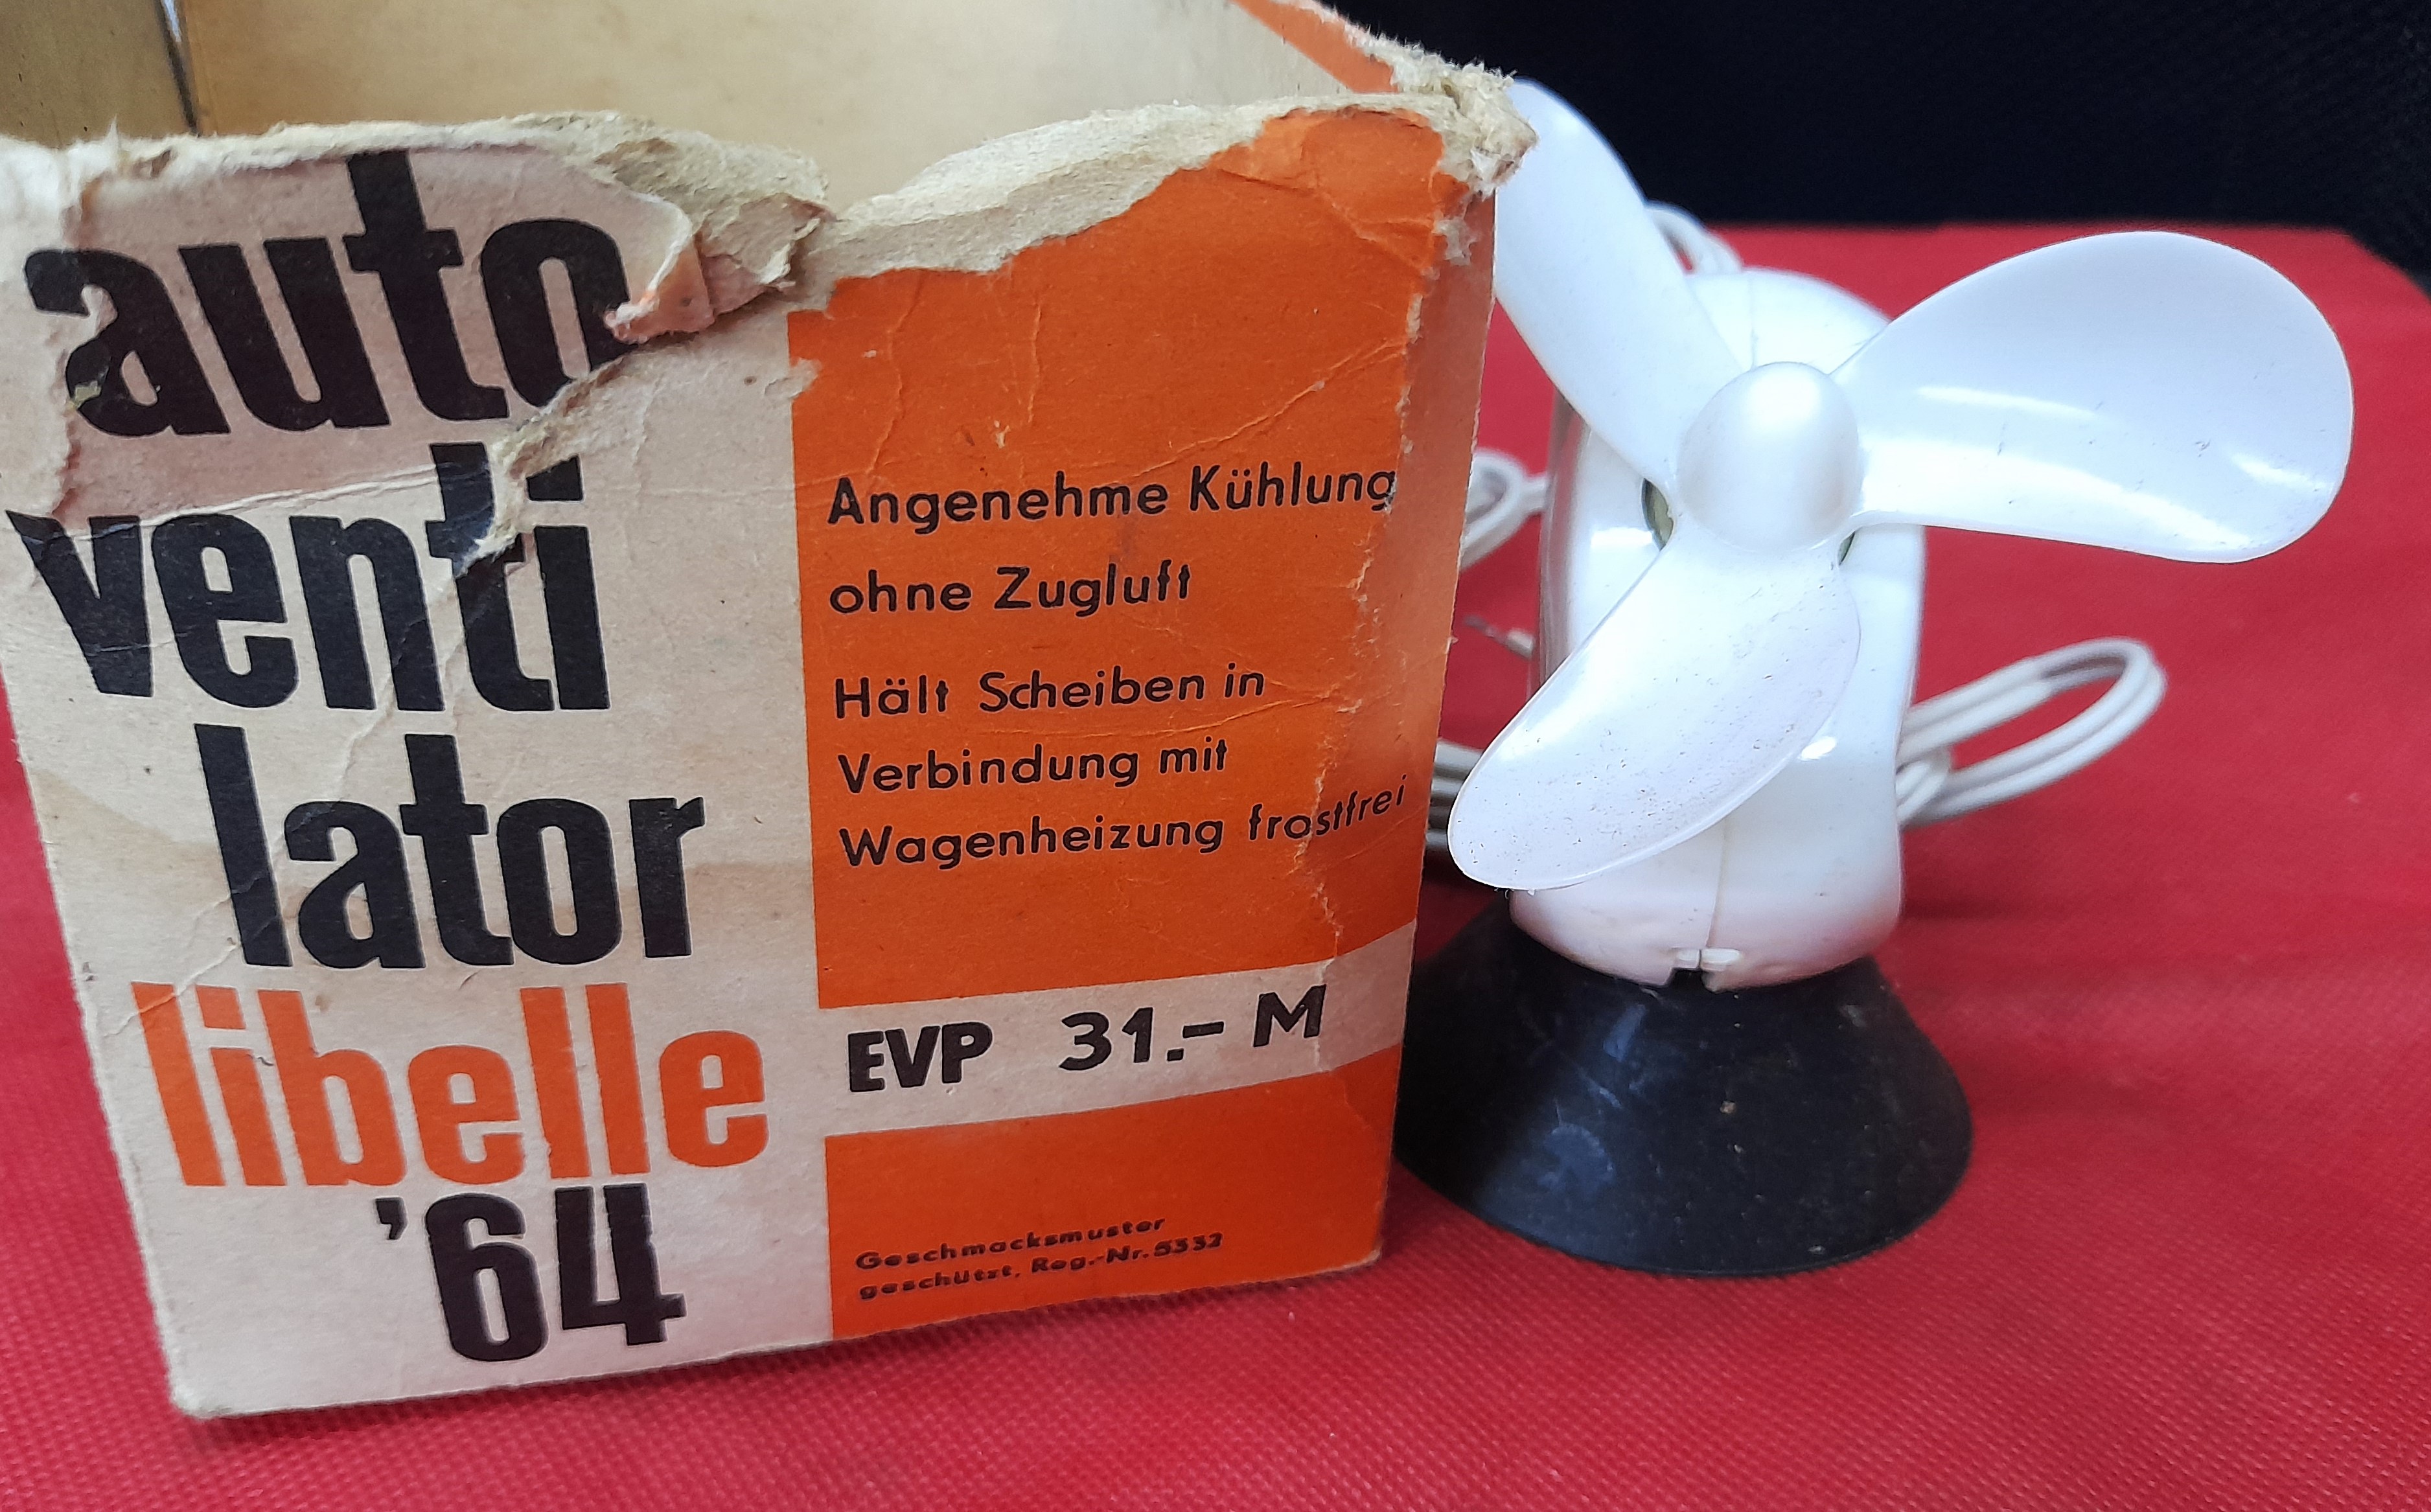 auto
venti
lator
libelle
'64
Angenehme Kühlung
ohne Zugluft
Hält Scheiben in
Verbindung mit
Wagenheizung frostfrei
EVP 31.– M
Geschmacksmuster
geschützt, Reg.-Nr. 5332